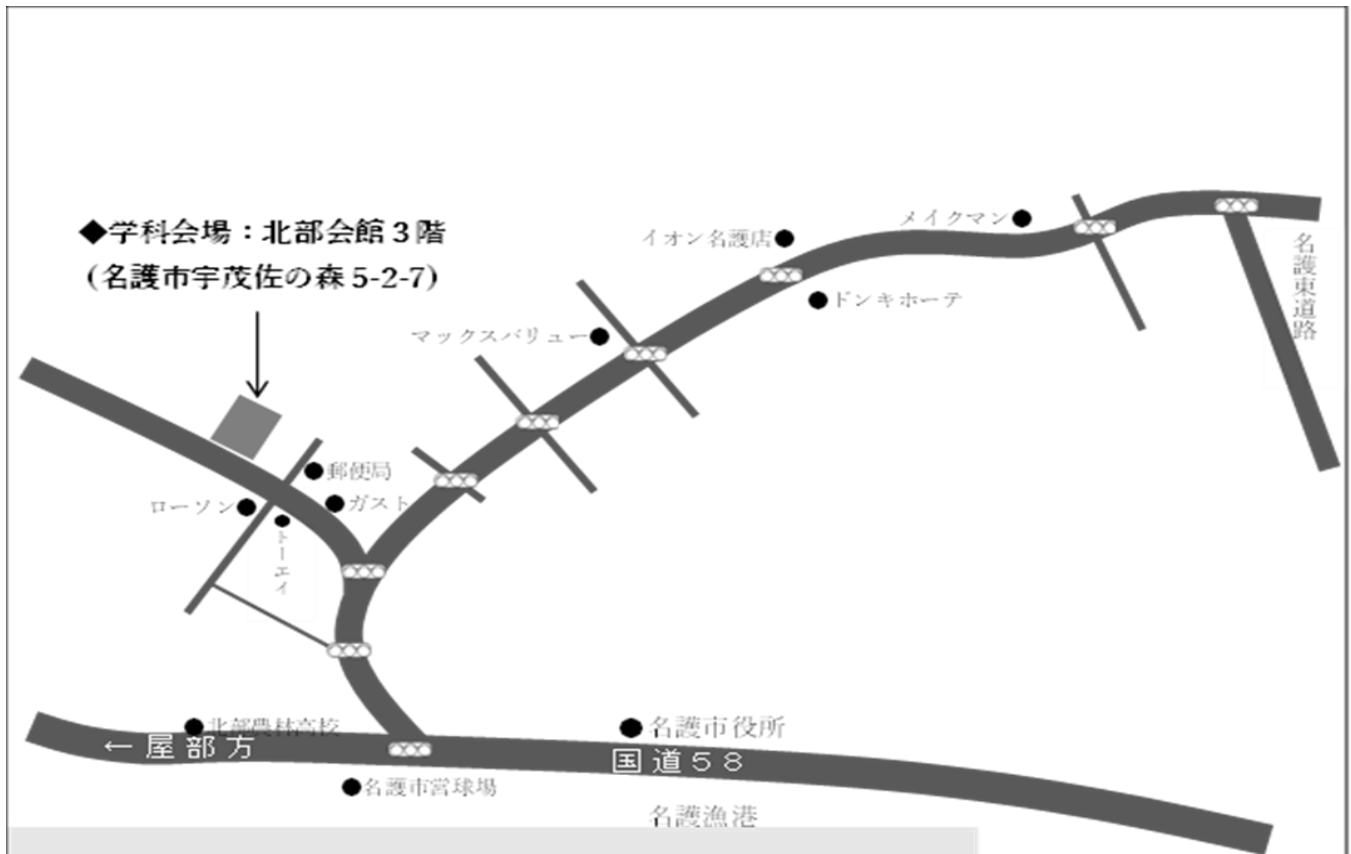 ◆学科会場：北部会館３階
(名護市宇茂佐の森5-2-7)
メイクマン
イオン名護店
名護東道路
ドンキホーテ
マックスバリュー
郵便局
ローソン
ガスト
トーエイ
北部農林高校
名護市役所
←屋部方
国道５８
名護市営球場
名護漁港